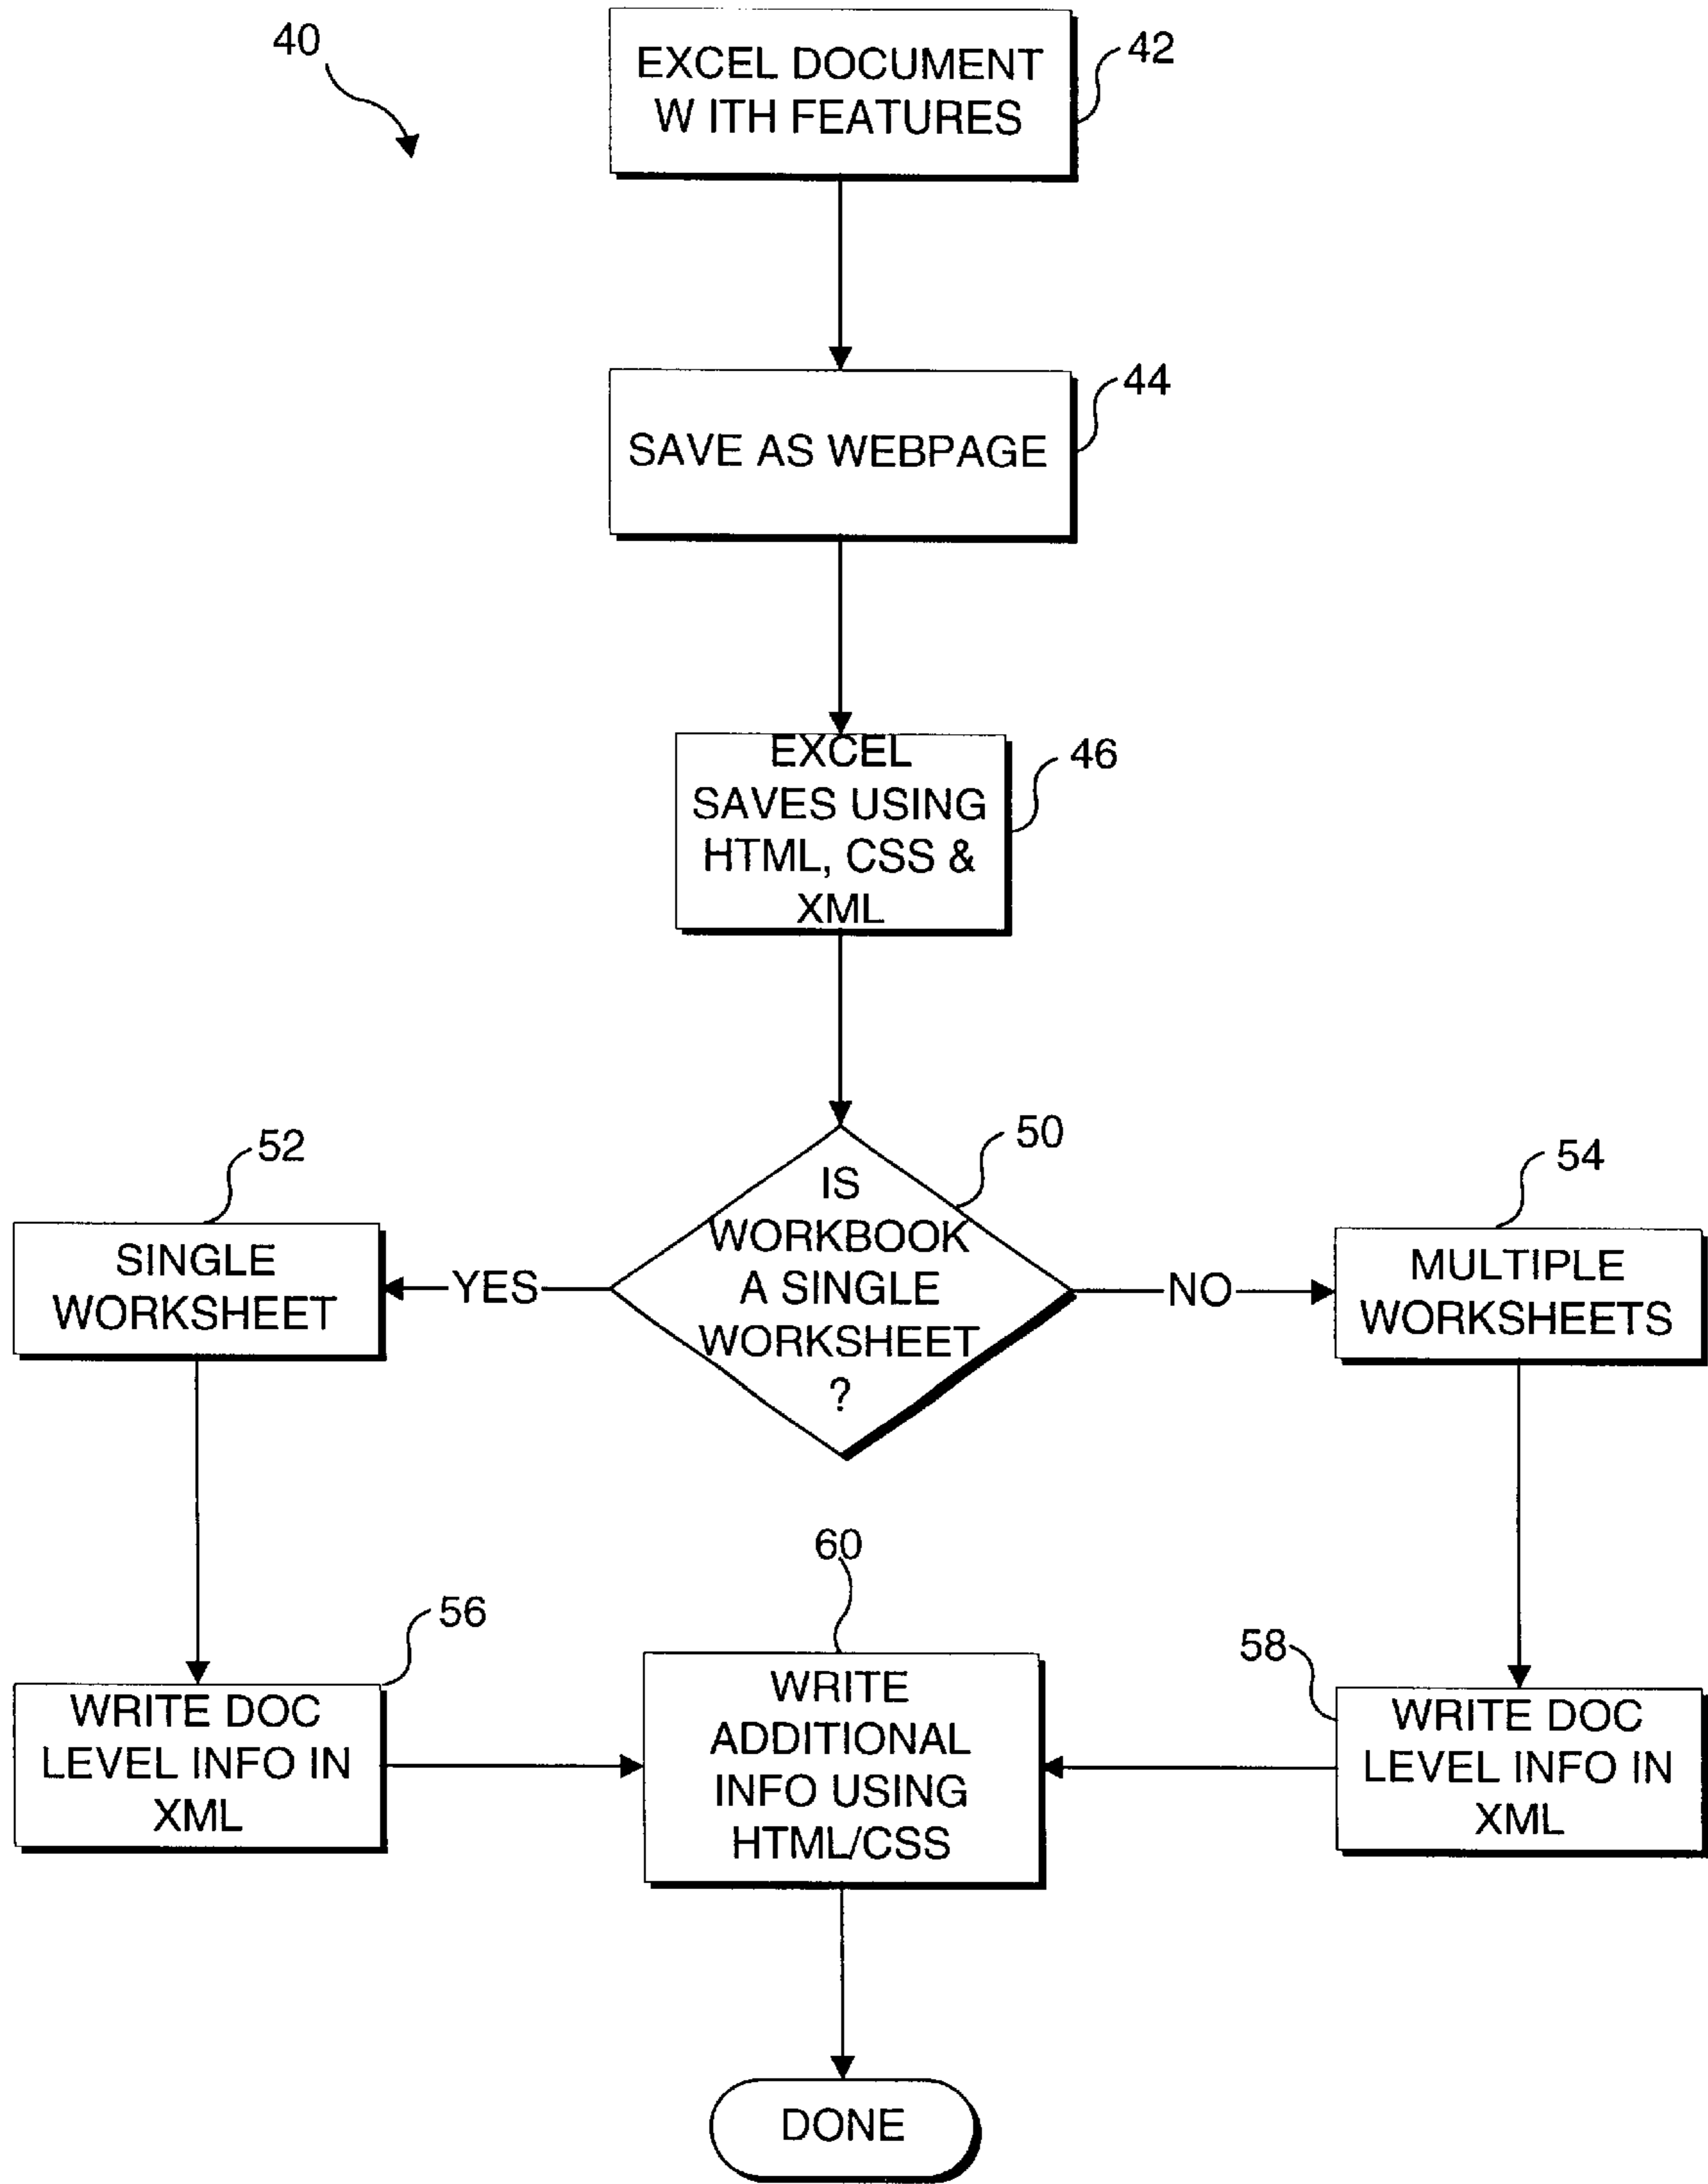 40
EXCEL DOCUMENT
W ITH FEATURES
42
SAVE AS WEBPAGE
44
EXCEL
SAVES USING
HTML, CSS &
XML
46
IS
WORKBOOK
A SINGLE
WORKSHEET
?
50
YES
NO
SINGLE
WORKSHEET
52
MULTIPLE
WORKSHEETS
54
WRITE DOC
LEVEL INFO IN
XML
56
WRITE
ADDITIONAL
INFO USING
HTML/CSS
60
WRITE DOC
LEVEL INFO IN
XML
58
DONE